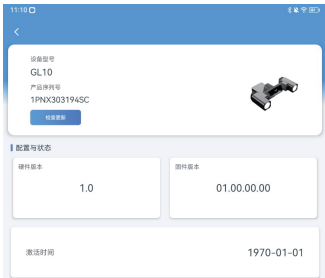 11:10
设备型号
GL10
产品序列号
1PNX303194SC
检查更新
配置与状态
硬件版本
1.0
固件版本
01.00.00.00
激活时间
1970-01-01